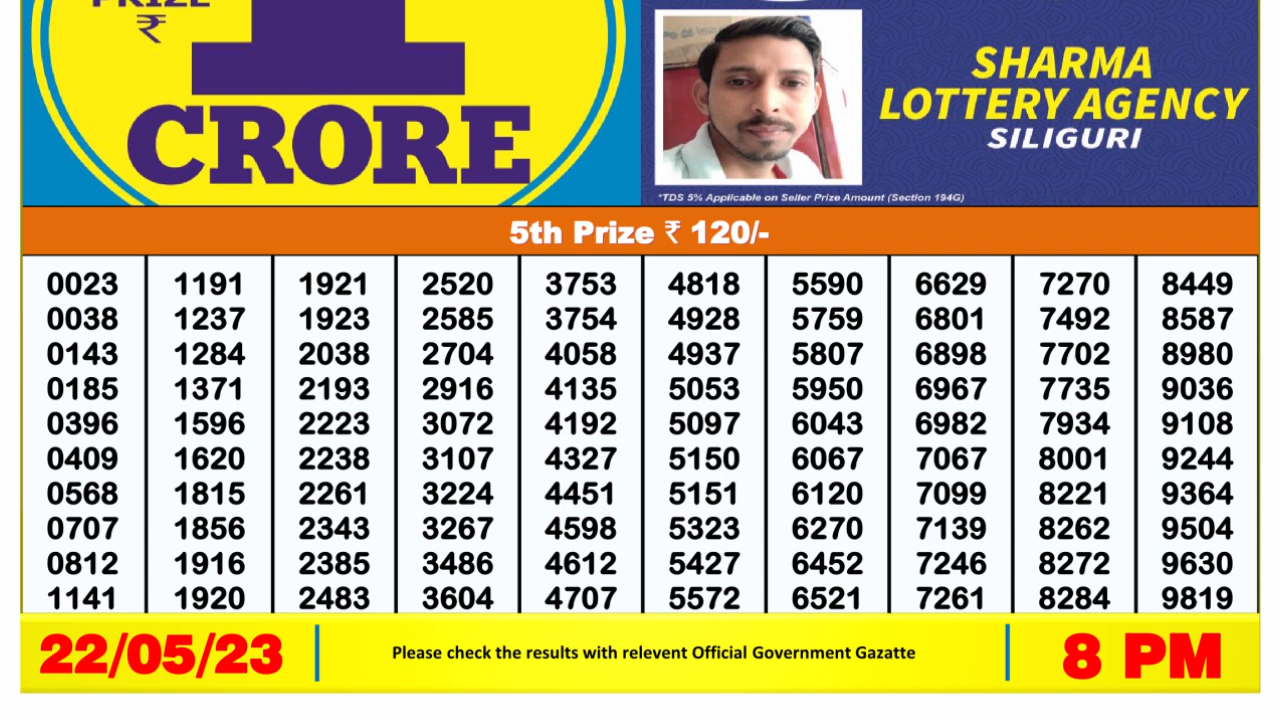 PRIZE
₹
1
CRORE
SHARMA
LOTTERY AGENCY
SILIGURI
*TDS 5% Applicable on Seller Prize Amount (Section 194G)
5th Prize ₹ 120/-
0023 1191 1921 2520 3753 4818 5590 6629 7270 8449
0038 1237 1923 2585 3754 4928 5759 6801 7492 8587
0143 1284 2038 2704 4058 4937 5807 6898 7702 8980
0185 1371 2193 2916 4135 5053 5950 6967 7735 9036
0396 1596 2223 3072 4192 5097 6043 6982 7934 9108
0409 1620 2238 3107 4327 5150 6067 7067 8001 9244
0568 1815 2261 3224 4451 5151 6120 7099 8221 9364
0707 1856 2343 3267 4598 5323 6270 7139 8262 9504
0812 1916 2385 3486 4612 5427 6452 7246 8272 9630
1141 1920 2483 3604 4707 5572 6521 7261 8284 9819
22/05/23
Please check the results with relevent Official Government Gazatte
8 PM